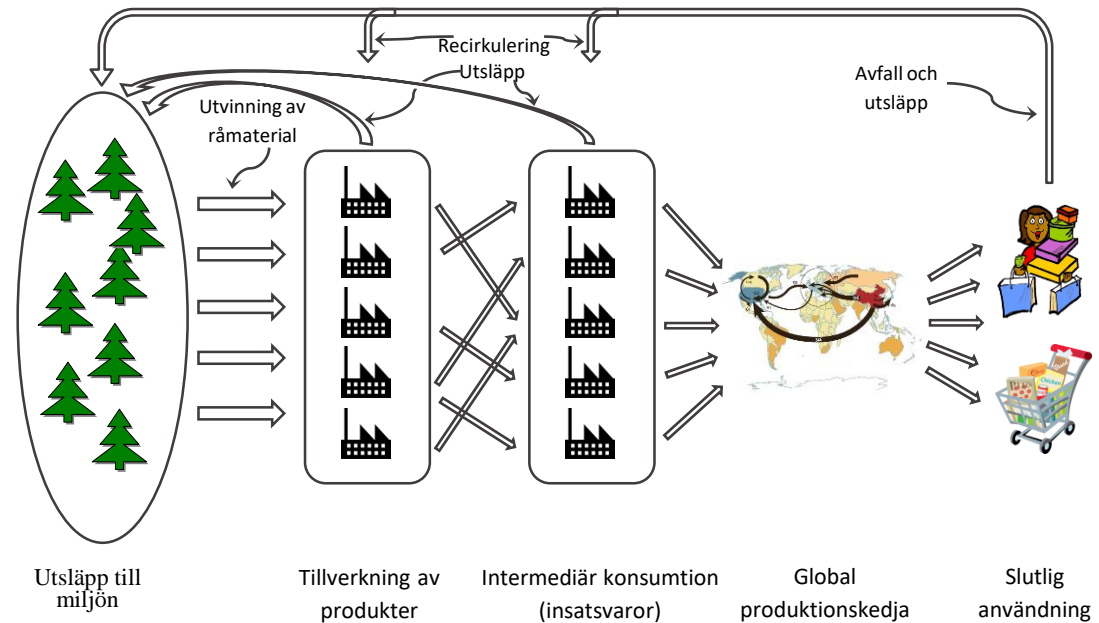 Recirkulering
Utsläpp
Avfall och
utsläpp
Utvinning av
råmaterial
Utsläpp till
miljön
Tillverkning av
produkter
Intermediär konsumtion
(insatsvaror)
Global
produktionskedja
Slutlig
användning